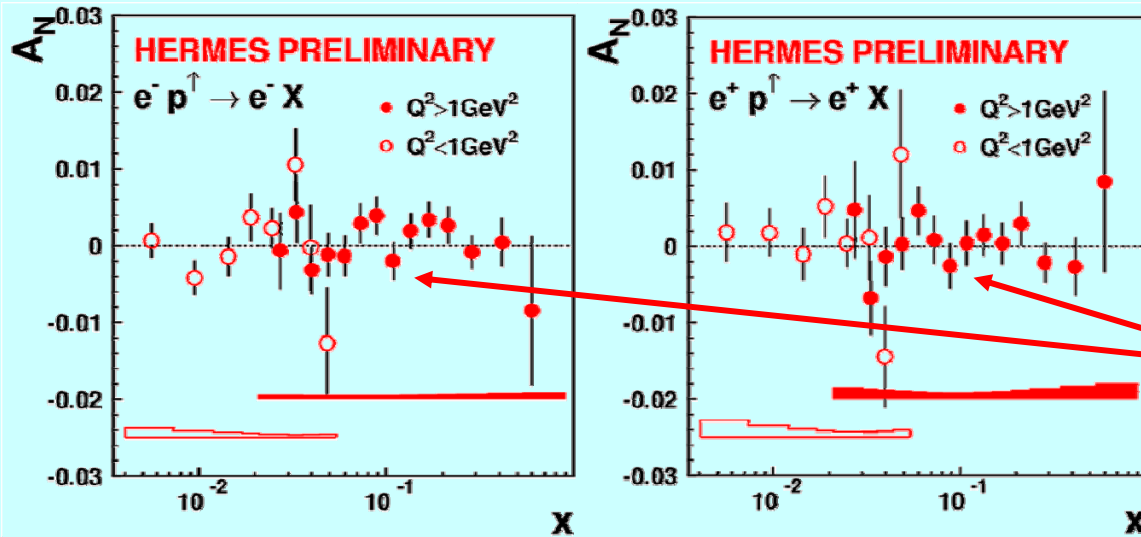 A_N
0.03
0.02
0.01
0
-0.01
-0.02
-0.03
HERMES PRELIMINARY
e⁻ p↑ → e⁻ X
Q²>1GeV²
Q²<1GeV²
10⁻²
10⁻¹
X
A_N
0.03
0.02
0.01
0
-0.01
-0.02
-0.03
HERMES PRELIMINARY
e⁺ p↑ → e⁺ X
Q²>1GeV²
Q²<1GeV²
10⁻²
10⁻¹
X